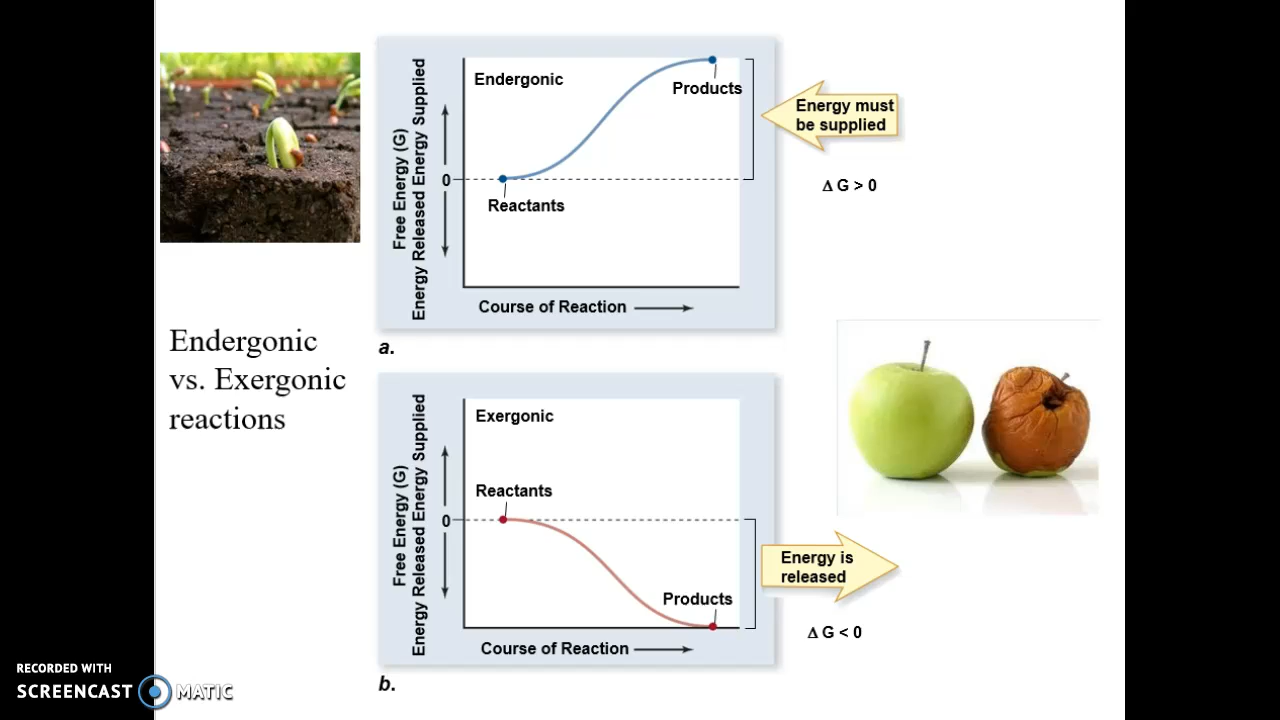 Endergonic
Products
Energy must
be supplied
Free Energy (G)
Energy Released Energy Supplied
0
Δ G > 0
Reactants
Course of Reaction
a.
Endergonic
vs. Exergonic
reactions
Exergonic
Reactants
Free Energy (G)
Energy Released Energy Supplied
0
Energy is
released
Products
Δ G < 0
Course of Reaction
b.
RECORDED WITH
SCREENCAST MATIC